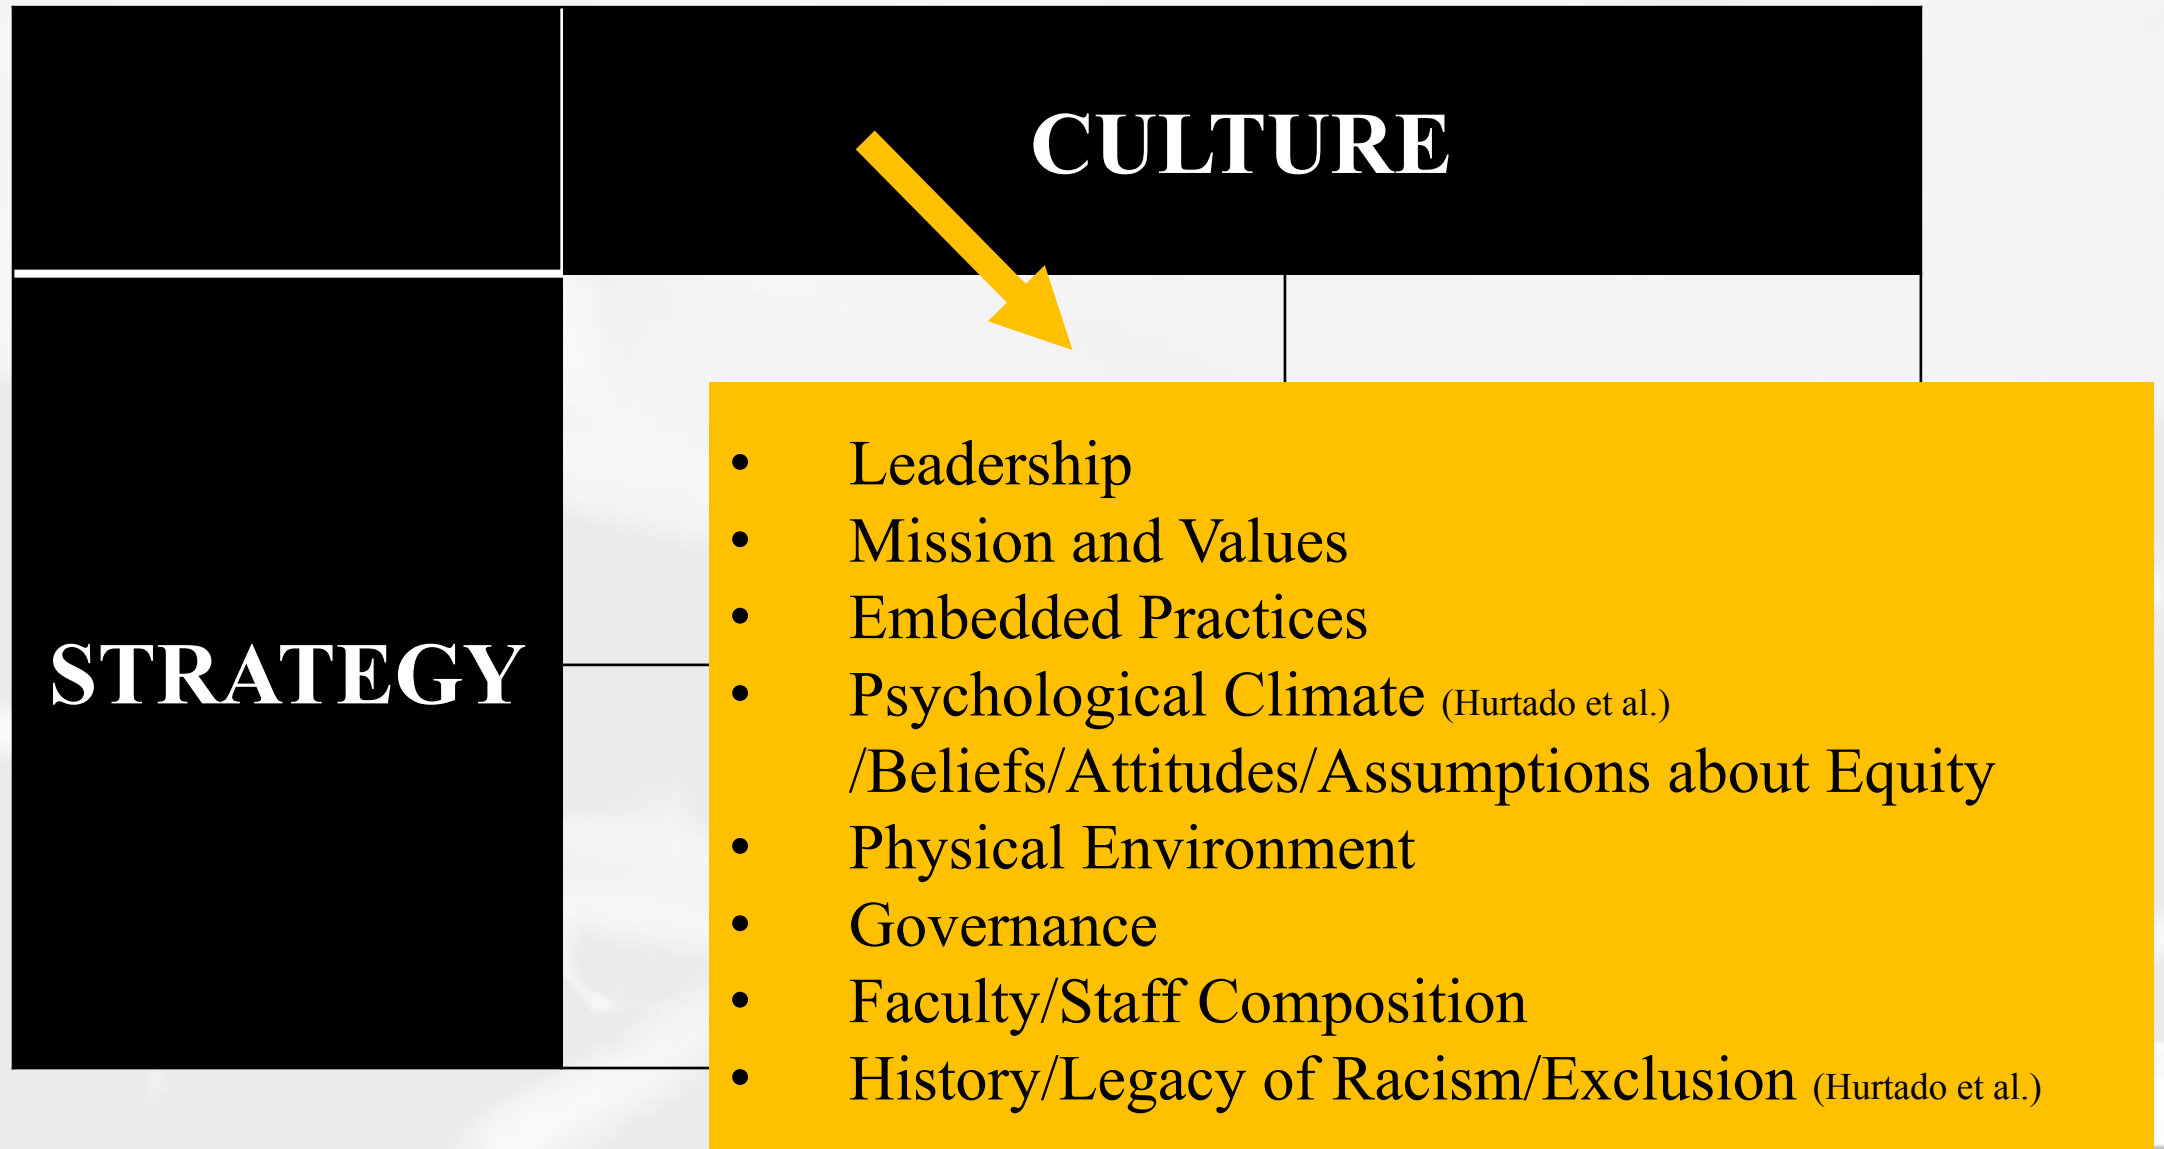 CULTURE
STRATEGY
• Leadership
• Mission and Values
• Embedded Practices
• Psychological Climate (Hurtado et al.)
/Beliefs/Attitudes/Assumptions about Equity
• Physical Environment
• Governance
• Faculty/Staff Composition
• History/Legacy of Racism/Exclusion (Hurtado et al.)